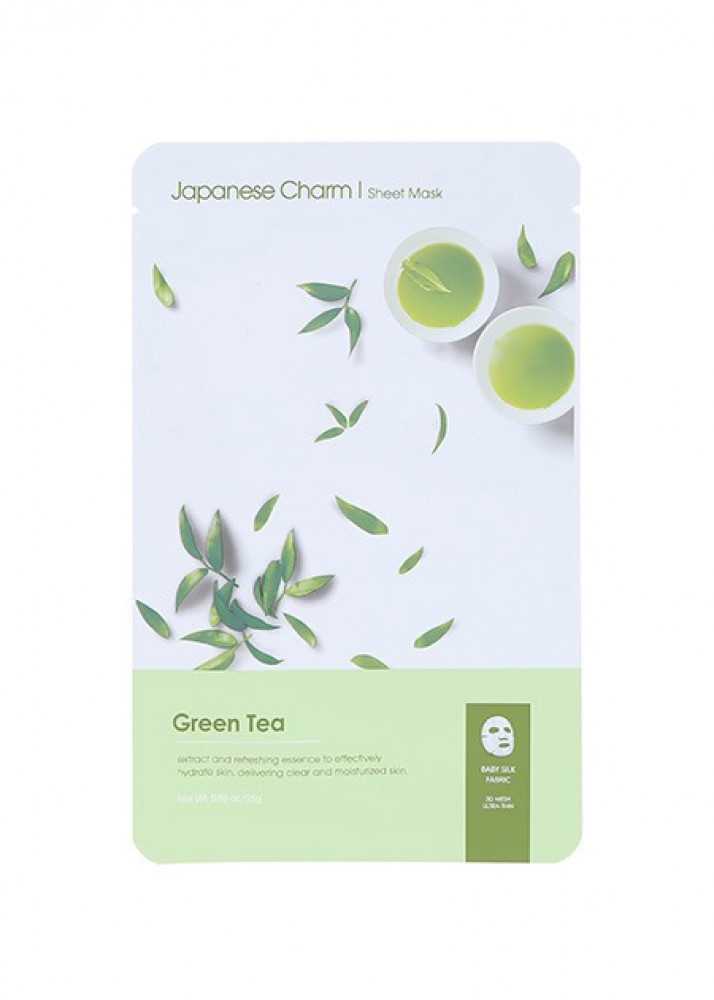 Japanese Charm | Sheet Mask
Green Tea
extract and refreshing essence to effectively
hydrate skin, delivering clear and moisturized skin.
BABY SILK
FABRIC
3D MESH
ULTRA THIN